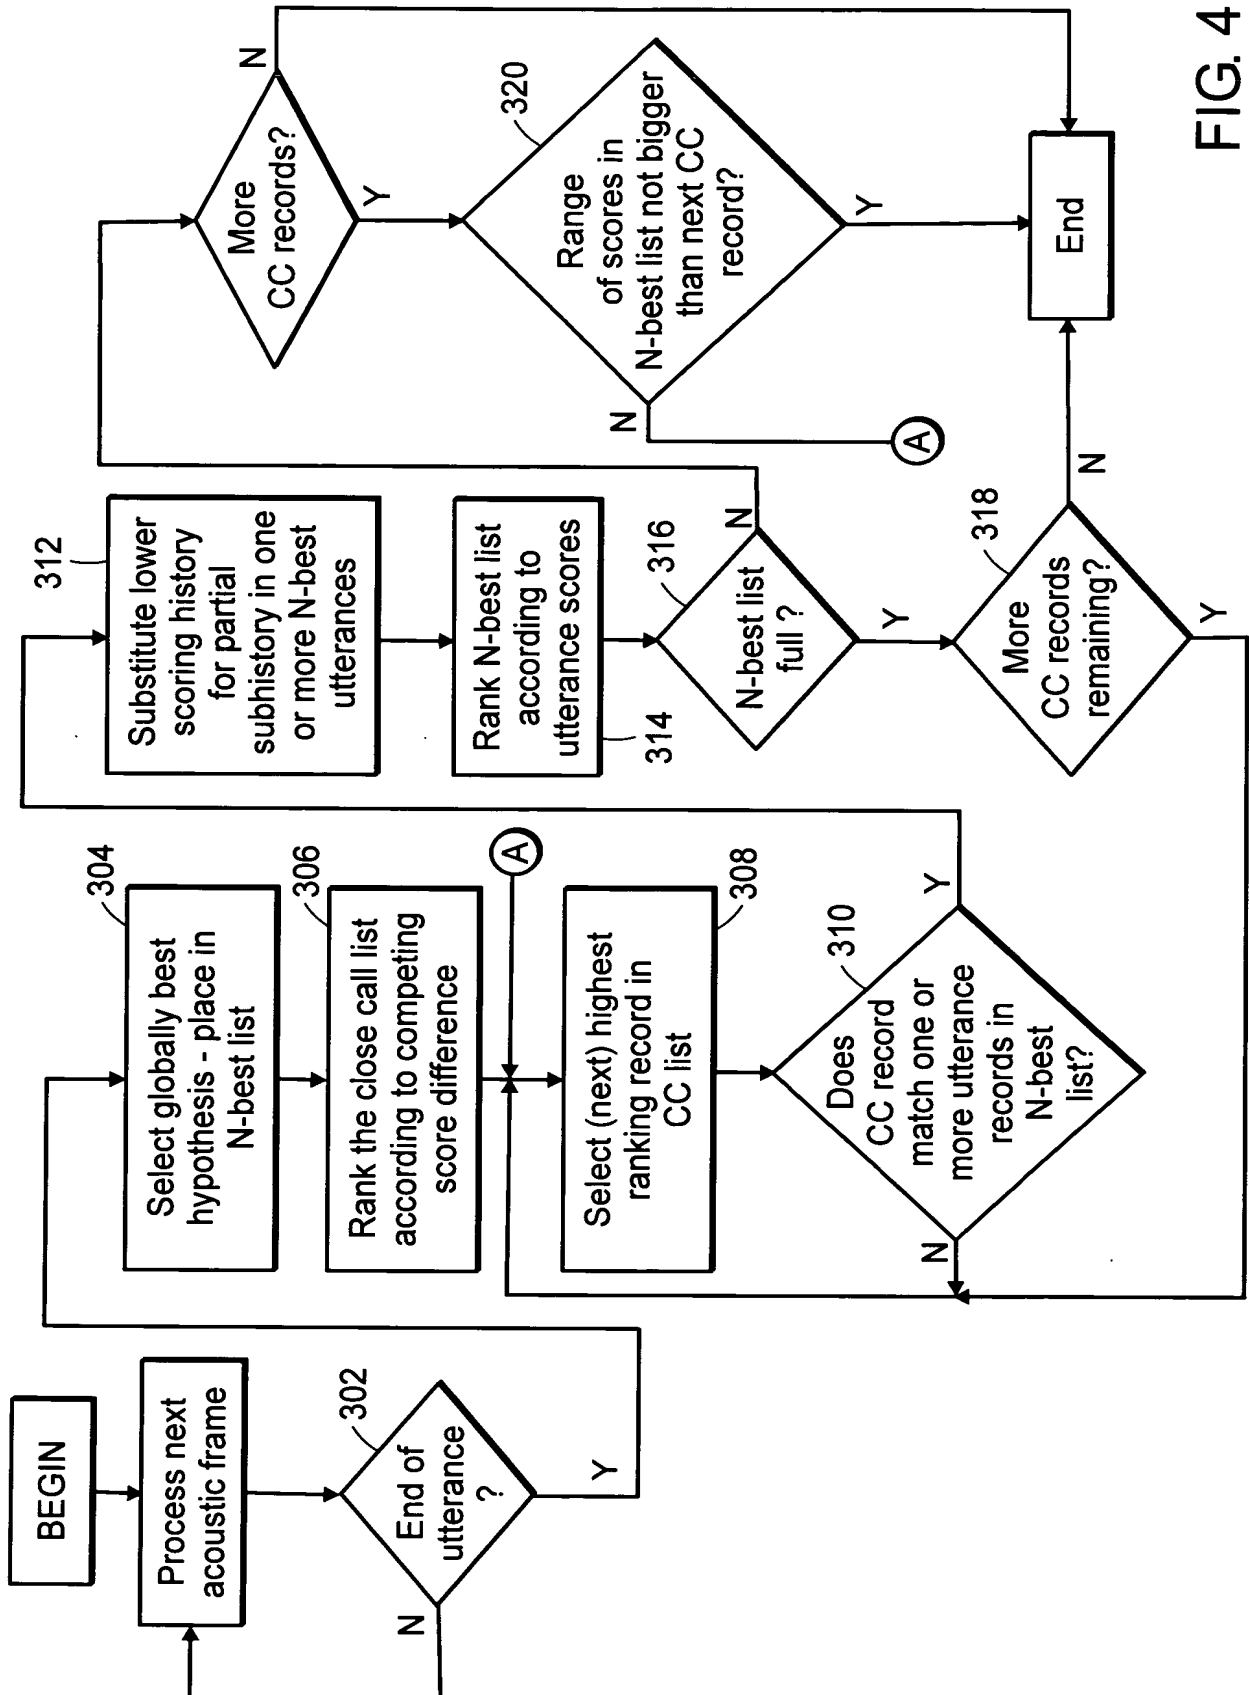 BEGIN
Process next
acoustic frame
302
End of
utterance
?
N
Y
304
Select globally best
hypothesis - place in
N-best list
306
Rank the close call list
according to competing
score difference
A
308
Select (next) highest
ranking record in
CC list
310
Does
CC record
match one or
more utterance
records in
N-best
list?
N
Y
312
Substitute lower
scoring history
for partial
subhistory in one
or more N-best
utterances
Rank N-best list
according to
utterance scores
314
316
N-best list
full ?
N
Y
318
More
CC records
remaining?
N
Y
More
CC records?
N
Y
320
Range
of scores in
N-best list not bigger
than next CC
record?
N
Y
A
End
FIG. 4